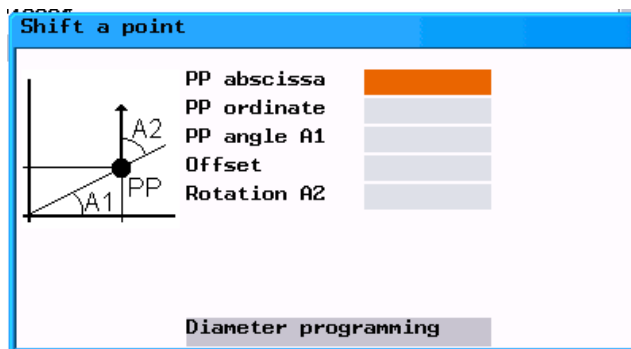 Shift a point
PP abscissa
PP ordinate
PP angle A1
Offset
Rotation A2
A2
PP
A1
Diameter programming